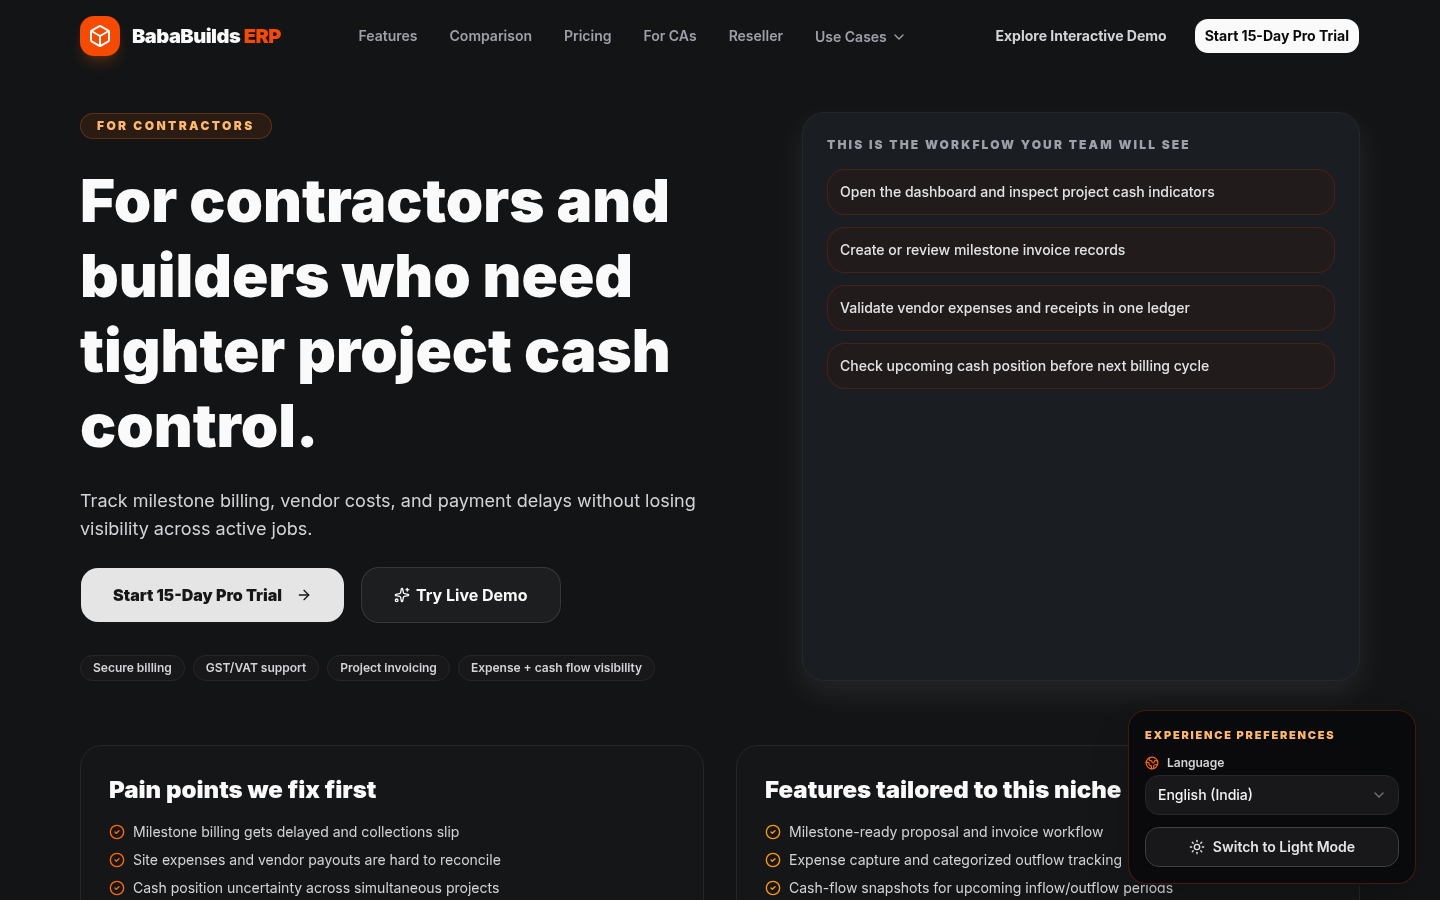 BabaBuilds ERP
Features
Comparison
Pricing
For CAs
Reseller
Use Cases
Explore Interactive Demo
Start 15-Day Pro Trial
FOR CONTRACTORS
For contractors and
builders who need
tighter project cash
control.
Track milestone billing, vendor costs, and payment delays without losing
visibility across active jobs.
Start 15-Day Pro Trial
Try Live Demo
Secure billing
GST/VAT support
Project invoicing
Expense + cash flow visibility
THIS IS THE WORKFLOW YOUR TEAM WILL SEE
Open the dashboard and inspect project cash indicators
Create or review milestone invoice records
Validate vendor expenses and receipts in one ledger
Check upcoming cash position before next billing cycle
Pain points we fix first
Milestone billing gets delayed and collections slip
Site expenses and vendor payouts are hard to reconcile
Cash position uncertainty across simultaneous projects
Features tailored to this niche
Milestone-ready proposal and invoice workflow
Expense capture and categorized outflow tracking
Cash-flow snapshots for upcoming inflow/outflow periods
EXPERIENCE PREFERENCES
Language
English (India)
Switch to Light Mode